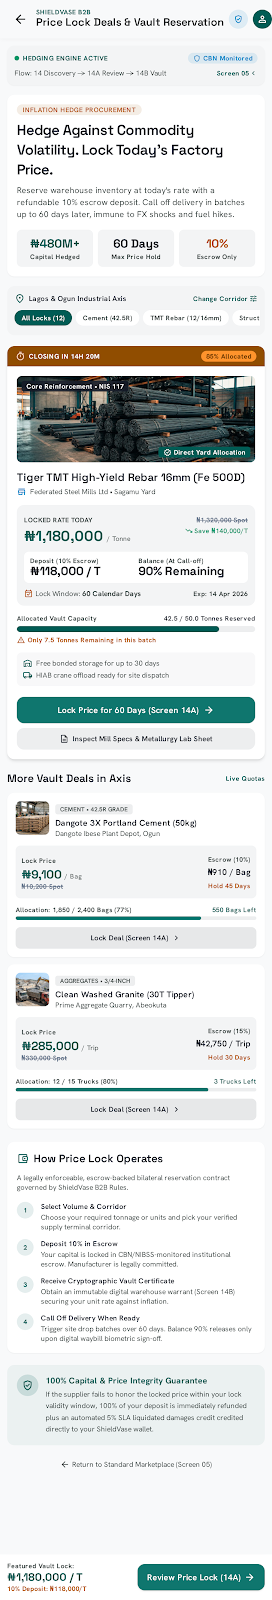 SHIELDVASE B2B
Price Lock Deals & Vault Reservation
HEDGING ENGINE ACTIVE
CBN Monitored
Flow: 14 Discovery → 14A Review → 14B Vault
Screen 05
INFLATION HEDGE PROCUREMENT
Hedge Against Commodity
Volatility. Lock Today's Factory
Price.
Reserve warehouse inventory at today's rate with a
refundable 10% escrow deposit. Call off delivery in batches
up to 60 days later, immune to FX shocks and fuel hikes.
₦480M+
Capital Hedged
60 Days
Max Price Hold
10%
Escrow Only
Lagos & Ogun Industrial Axis
Change Corridor
All Locks (12)
Cement (42.5R)
TMT Rebar (12/16mm)
Struct
CLOSING IN 14H 29M
85% Allocated
Core Reinforcement • NIS 117
Direct Yard Allocation
Tiger TMT High-Yield Rebar 16mm (Fe 500D)
Federated Steel Mills Ltd • Sagamu Yard
LOCKED RATE TODAY
₦1,320,000 Spot
₦1,180,000 / Tonne
Save ₦140,000/T
Deposit (10% Escrow)
₦118,000 / T
Balance (At Call-off)
90% Remaining
Lock Window: 60 Calendar Days
Exp: 14 Apr 2026
Allocated Vault Capacity
42.5 / 50.0 Tonnes Reserved
Only 7.5 Tonnes Remaining in this batch
Free bonded storage for up to 30 days
HIAB crane offload ready for site dispatch
Lock Price for 60 Days (Screen 14A) →
Inspect Mill Specs & Metallurgy Lab Sheet
More Vault Deals in Axis
Live Quotas
CEMENT • 42.5R GRADE
Dangote 3X Portland Cement (50kg)
Dangote Ibese Plant Depot, Ogun
Lock Price
₦9,100 / Bag
₦10,200 Spot
Escrow (10%)
₦910 / Bag
Hold 45 Days
Allocation: 1,850 / 2,400 Bags (77%)
550 Bags Left
Lock Deal (Screen 14A)
AGGREGATES • 3/4-INCH
Clean Washed Granite (30T Tipper)
Prime Aggregate Quarry, Abeokuta
Lock Price
₦285,000 / Trip
₦330,000 Spot
Escrow (15%)
₦42,750 / Trip
Hold 30 Days
Allocation: 12 / 15 Trucks (80%)
3 Trucks Left
Lock Deal (Screen 14A)
How Price Lock Operates
A legally enforceable, escrow-backed bilateral reservation contract
governed by ShieldVase B2B Rules.
1
Select Volume & Corridor
Choose your required tonnage or units and pick your verified
supply terminal corridor.
2
Deposit 10% in Escrow
Your capital is locked in CBN/NIBSS-monitored institutional
escrow. Manufacturer is legally committed.
3
Receive Cryptographic Vault Certificate
Obtain an immutable digital warehouse warrant (Screen 14B)
securing your unit rate against inflation.
4
Call Off Delivery When Ready
Trigger site drop batches over 60 days. Balance 90% releases only
upon digital waybill biometric sign-off.
100% Capital & Price Integrity Guarantee
If the supplier fails to honor the locked price within your lock
validity window, 100% of your deposit is immediately refunded
plus an automated 5% SLA liquidated damages credit credited
directly to your ShieldVase wallet.
← Return to Standard Marketplace (Screen 05)
Featured Vault Lock:
₦1,180,000 / T
10% Deposit: ₦118,000/T
Review Price Lock (14A) →